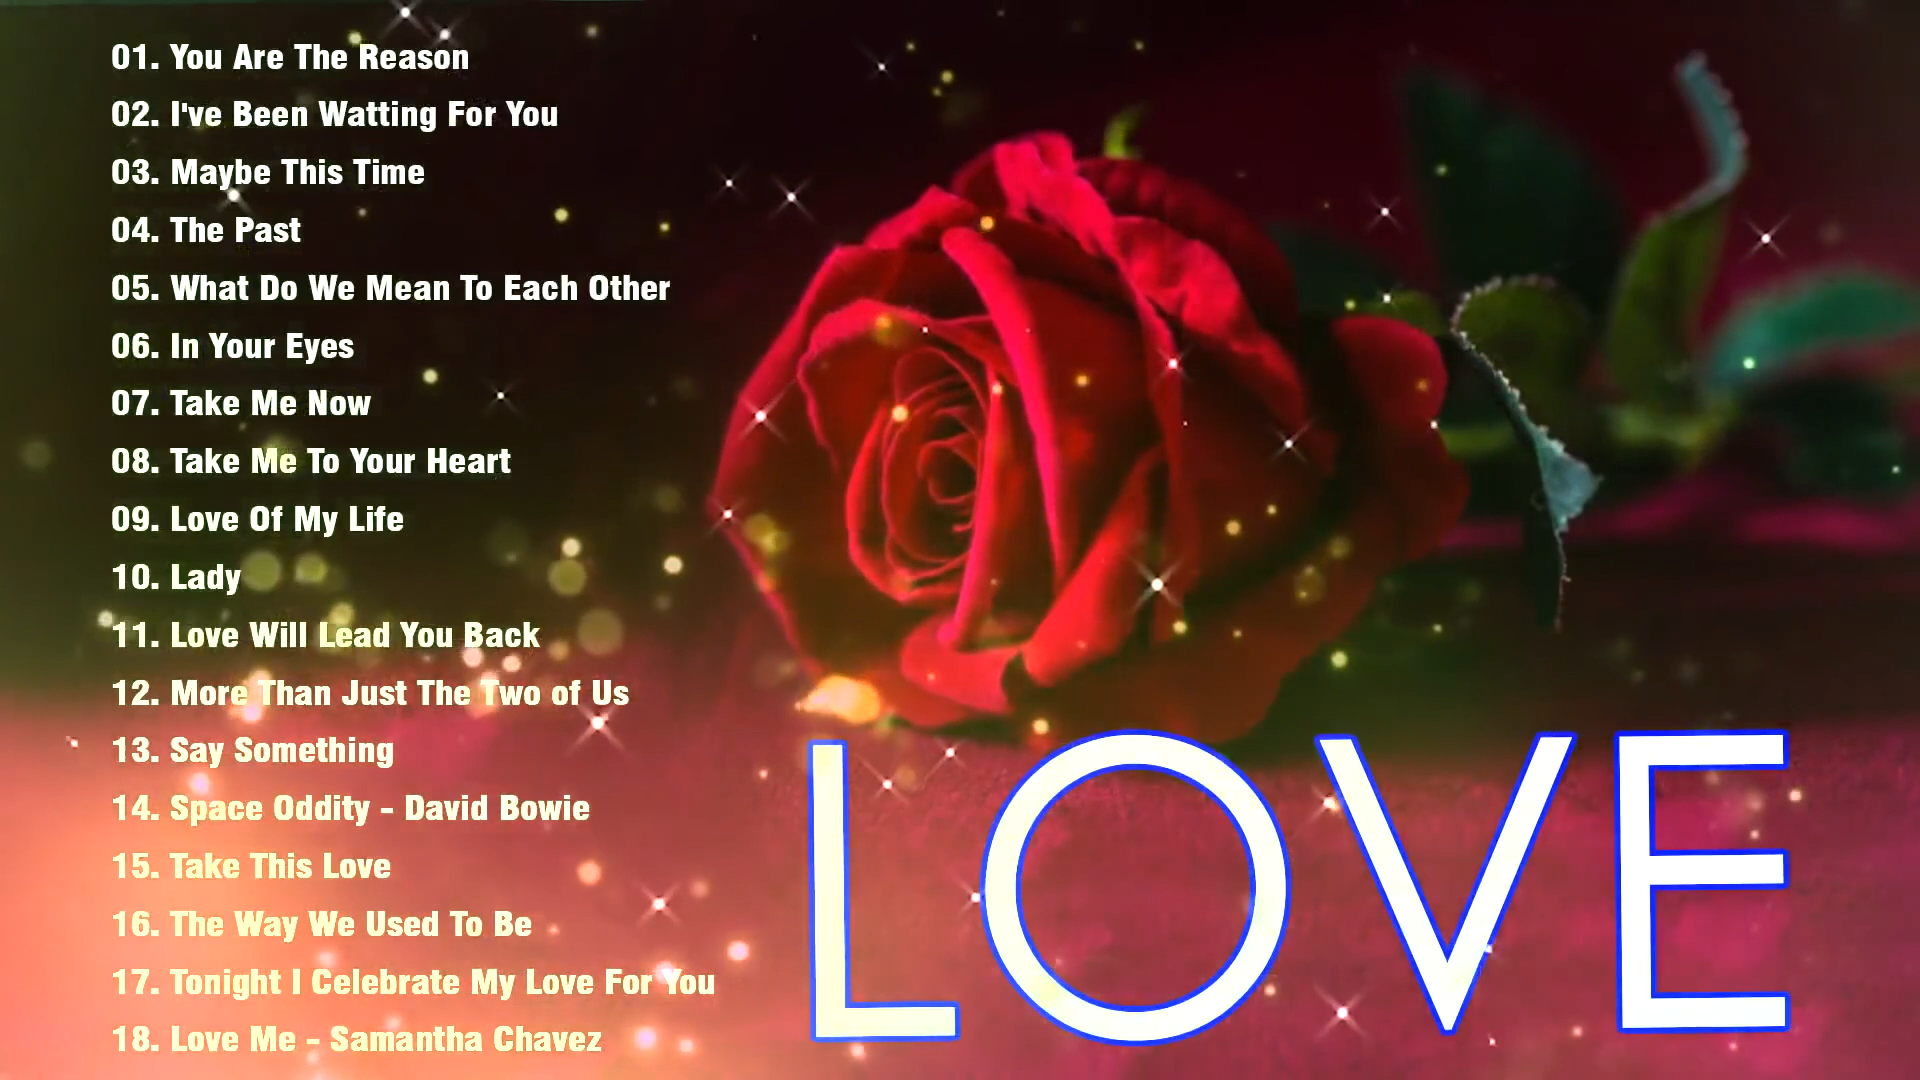 01. You Are The Reason
02. I've Been Watting For You
03. Maybe This Time
04. The Past
05. What Do We Mean To Each Other
06. In Your Eyes
07. Take Me Now
08. Take Me To Your Heart
09. Love Of My Life
10. Lady
11. Love Will Lead You Back
12. More Than Just The Two of Us
13. Say Something
14. Space Oddity - David Bowie
15. Take This Love
16. The Way We Used To Be
17. Tonight I Celebrate My Love For You
18. Love Me - Samantha Chavez
LOVE